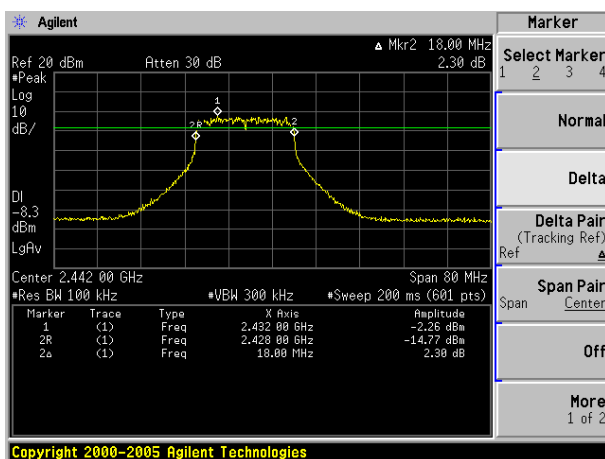 Agilent
Marker
▲ Mkr2 18.00 MHz
Ref 20 dBm Atten 30 dB 2.30 dB
#Peak
Log
10
dB/
1
2R
2
DI
-8.3
dBm
LgAv
Center 2.442 00 GHz Span 80 MHz
#Res BW 100 kHz #VBW 300 kHz #Sweep 200 ms (601 pts)
Marker Trace Type X Axis Amplitude
1 (1) Freq 2.432 00 GHz -2.26 dBm
2R (1) Freq 2.428 00 GHz -14.77 dBm
2▵ (1) Freq 18.00 MHz 2.30 dB
Select Marker
1 2 3 4
Normal
Delta
Delta Pair
(Tracking Ref)
Ref ▵
Span Pair
Span Center
Off
More
1 of 2
Copyright 2000-2005 Agilent Technologies